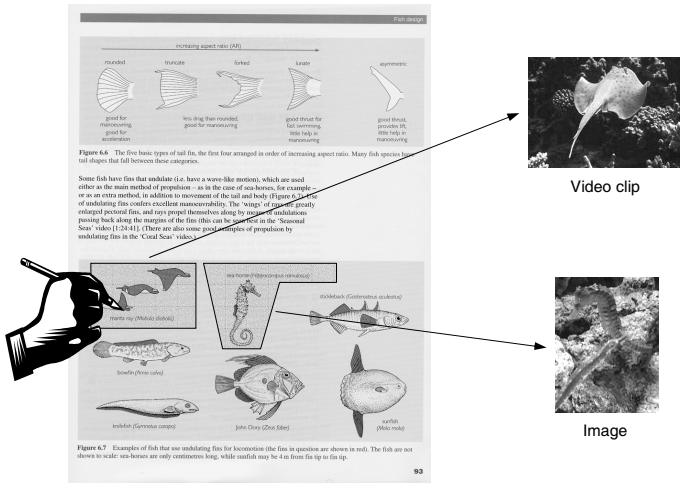 Fish design
increasing aspect ratio (AR)
rounded
truncate
forked
lunate
asymmetric
good for
manoeuvring,
good for
acceleration
less drag than rounded,
good for manoeuvring
good thrust for
fast swimming,
little help in
manoeuvring
good thrust,
provides lift,
little help in
manoeuvring
Figure 6.6 The five basic types of tail fin, the first four arranged in order of increasing aspect ratio. Many fish species have
tail shapes that fall between these categories.
Some fish have fins that undulate (i.e. have a wave-like motion), which are used
either as the main method of propulsion – as in the case of sea-horses, for example –
or as an extra method, in addition to movement of the tail and body (Figure 6.7). Use
of undulating fins confers excellent manoeuvrability. The 'wings' of rays are greatly
enlarged pectoral fins, and rays propel themselves along by means of undulations
passing back along the margins of the fins (this can be seen best in the 'Seasonal
Seas' video [1:24:41]. (There are also some good examples of propulsion by
undulating fins in the 'Coral Seas' video.)
manta ray (Mobula diabolis)
sea-horse (Hippocampus ramulosus)
stickleback (Gasterosteus aculeatus)
bowfin (Amia calva)
knifefish (Gymnotus carapo)
John Dory (Zeus faber)
sunfish
(Mola mola)
Figure 6.7 Examples of fish that use undulating fins for locomotion (the fins in question are shown in red). The fish are not
shown to scale: sea-horses are only centimetres long, while sunfish may be 4 m from fin tip to fin tip.
93
Video clip
Image